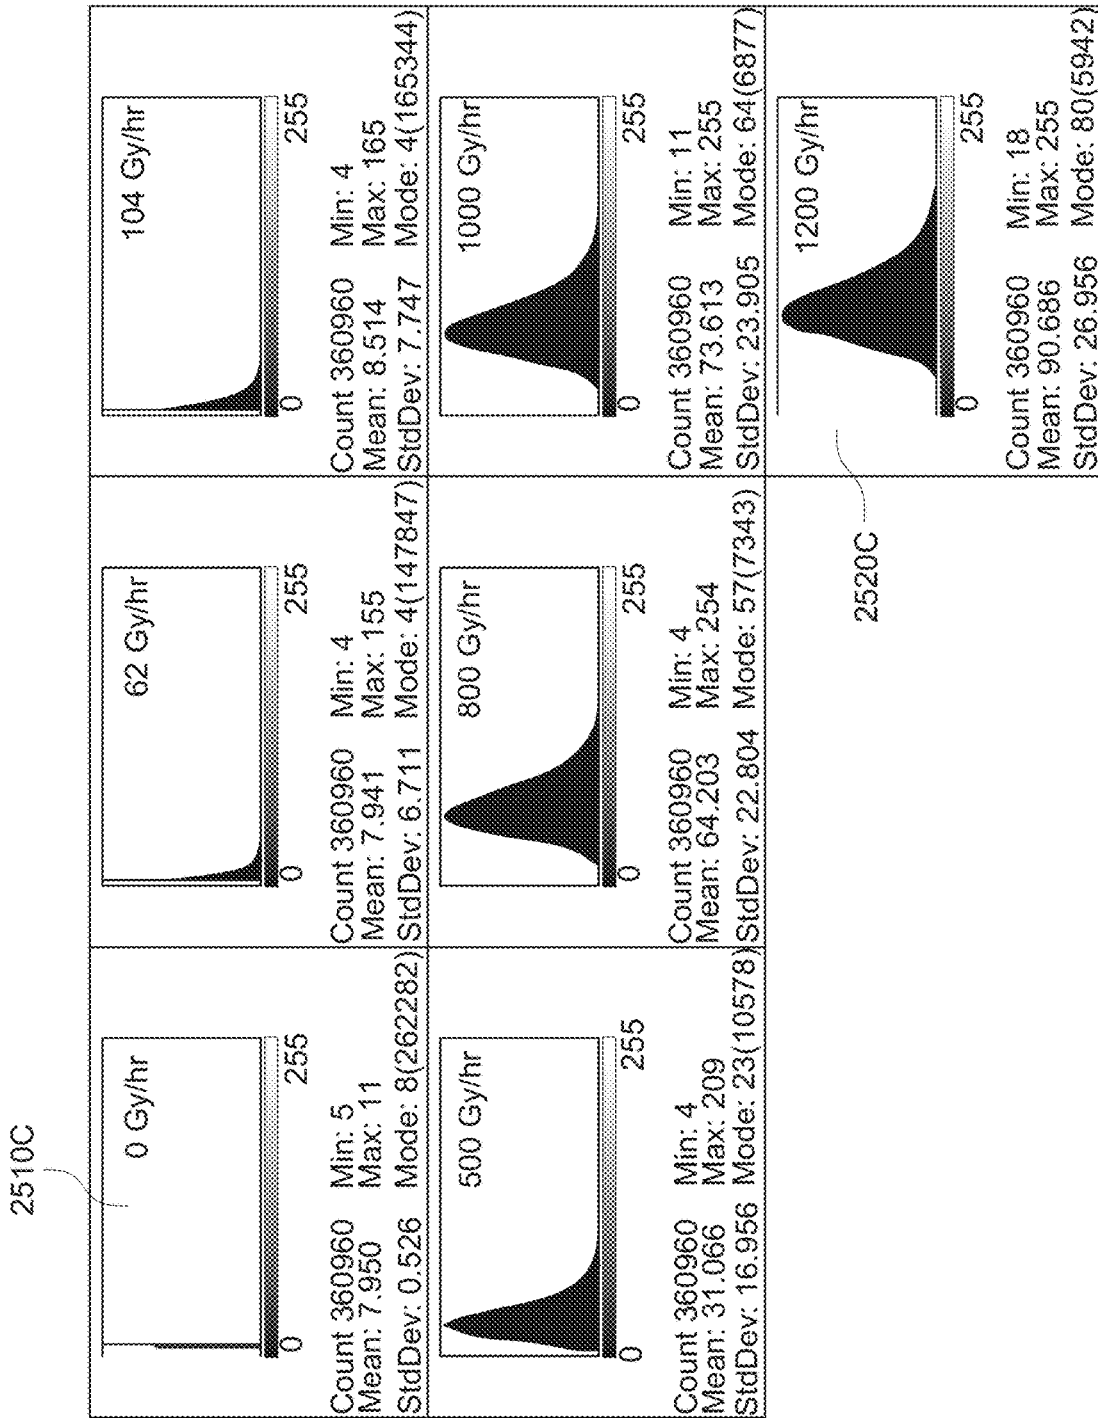 2510C
0 Gy/hr
0 255
Count 360960 Min: 5
Mean: 7.950 Max: 11
StdDev: 0.526 Mode: 8(262282)
62 Gy/hr
0 255
Count 360960 Min: 4
Mean: 7.941 Max: 155
StdDev: 6.711 Mode: 4(147847)
104 Gy/hr
0 255
Count 360960 Min: 4
Mean: 8.514 Max: 165
StdDev: 7.747 Mode: 4(165344)
500 Gy/hr
0 255
Count 360960 Min: 4
Mean: 31.066 Max: 209
StdDev: 16.956 Mode: 23(10578)
800 Gy/hr
0 255
Count 360960 Min: 4
Mean: 64.203 Max: 254
StdDev: 22.804 Mode: 57(7343)
1000 Gy/hr
0 255
Count 360960 Min: 11
Mean: 73.613 Max: 255
StdDev: 23.905 Mode: 64(6877)
2520C
1200 Gy/hr
0 255
Count 360960 Min: 18
Mean: 90.686 Max: 255
StdDev: 26.956 Mode: 80(5942)